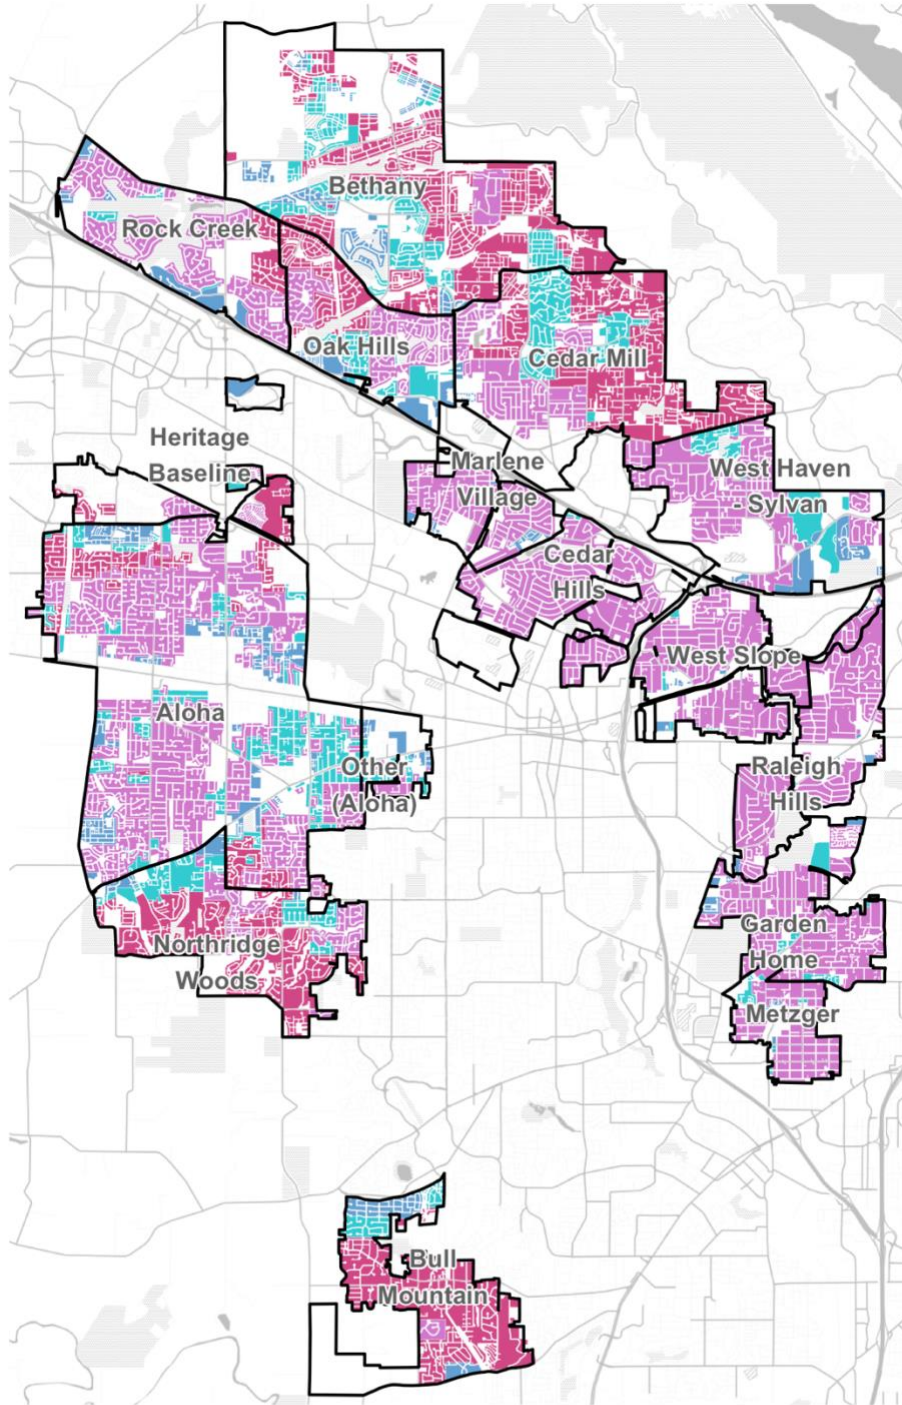 Bethany
Rock Creek
Oak Hills
Cedar Mill
Heritage
Baseline
Marlene
Village
West Haven
- Sylvan
Cedar
Hills
West Slope
Aloha
Other
(Aloha)
Raleigh
Hills
Garden
Home
Northridge
Woods
Metzger
Bull
Mountain